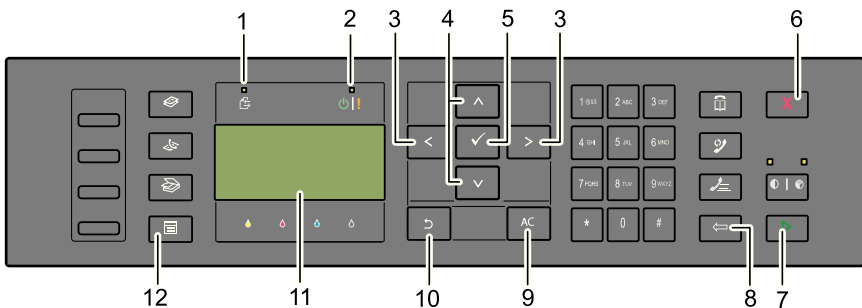 1 2 3 4 5 3 6
1 @&$ 2 ABC 3 DEF
4 GHI 5 JKL 6 MNO
7 PQRS 8 TUV 9 WXYZ
* 0 #
AC
12 11 10 9 8 7